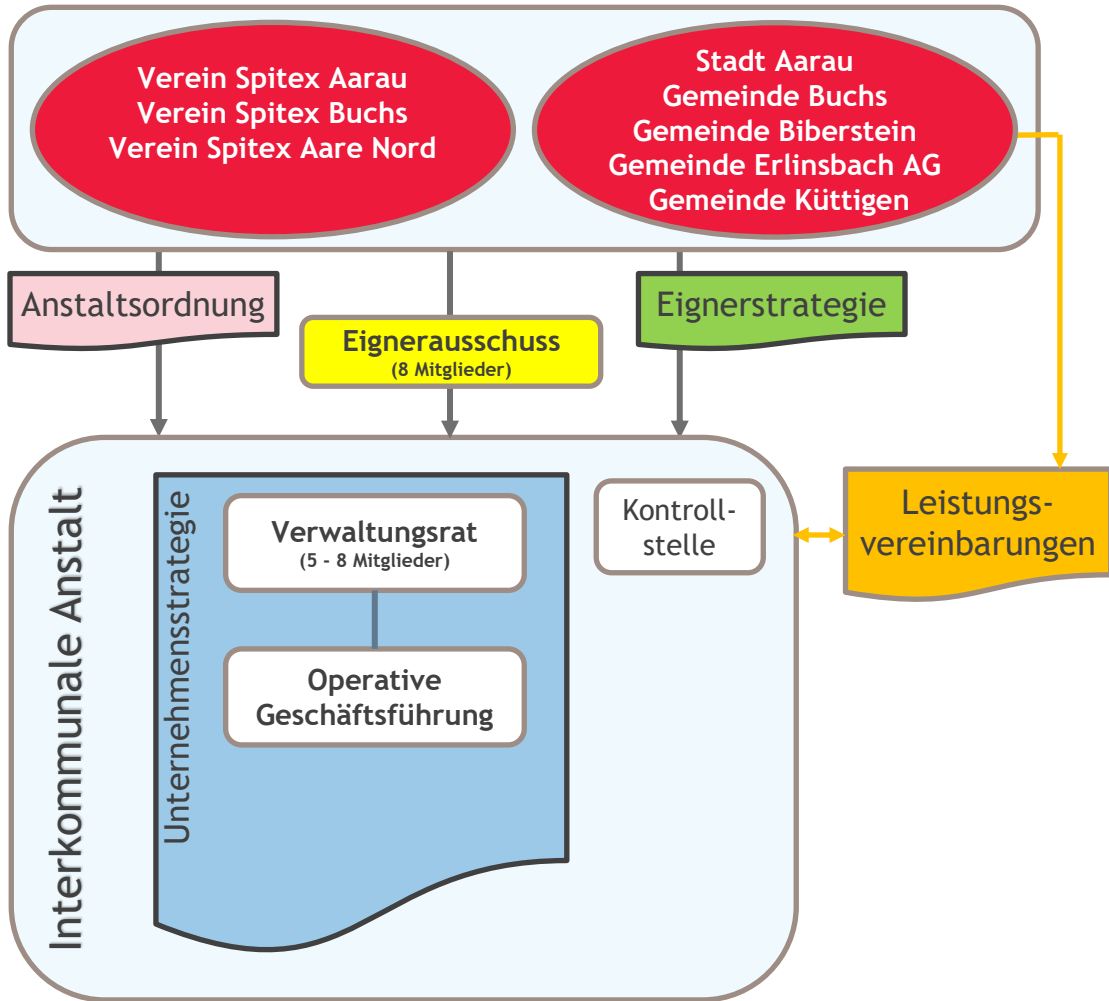 Verein Spitex Aarau
Verein Spitex Buchs
Verein Spitex Aare Nord
Stadt Aarau
Gemeinde Buchs
Gemeinde Biberstein
Gemeinde Erlinsbach AG
Gemeinde Küttigen
Anstaltsordnung
Eignerausschuss
(8 Mitglieder)
Eignerstrategie
Interkommunale Anstalt
Unternehmensstrategie
Verwaltungsrat
(5 - 8 Mitglieder)
Operative
Geschäftsführung
Kontroll-
stelle
Leistungs-
vereinbarungen